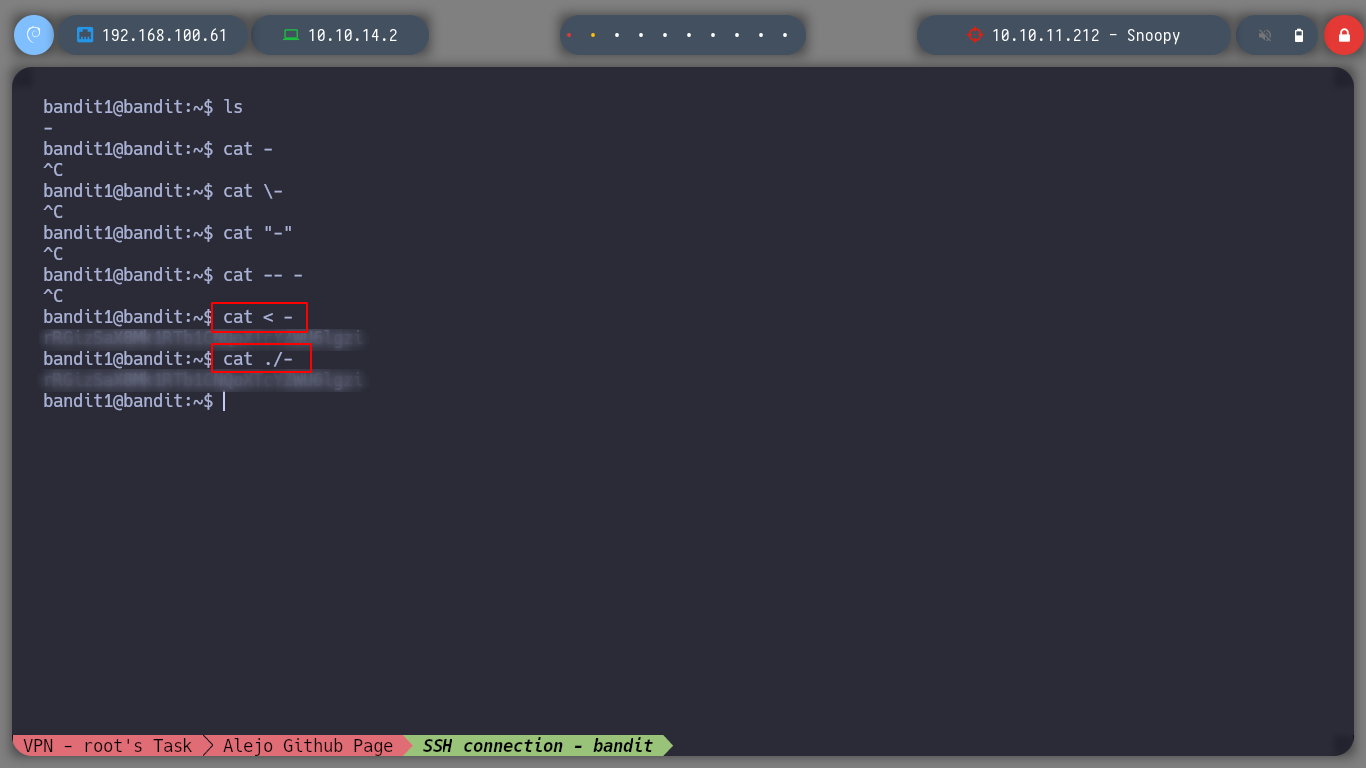 192.168.100.61 10.10.14.2 10.10.11.212 - Snoopy
bandit1@bandit:~$ ls
-
bandit1@bandit:~$ cat -
^C
bandit1@bandit:~$ cat \-
^C
bandit1@bandit:~$ cat "-"
^C
bandit1@bandit:~$ cat -- -
^C
bandit1@bandit:~$ cat < -
bandit1@bandit:~$ cat ./-
bandit1@bandit:~$
VPN - root's Task Alejo Github Page SSH connection - bandit